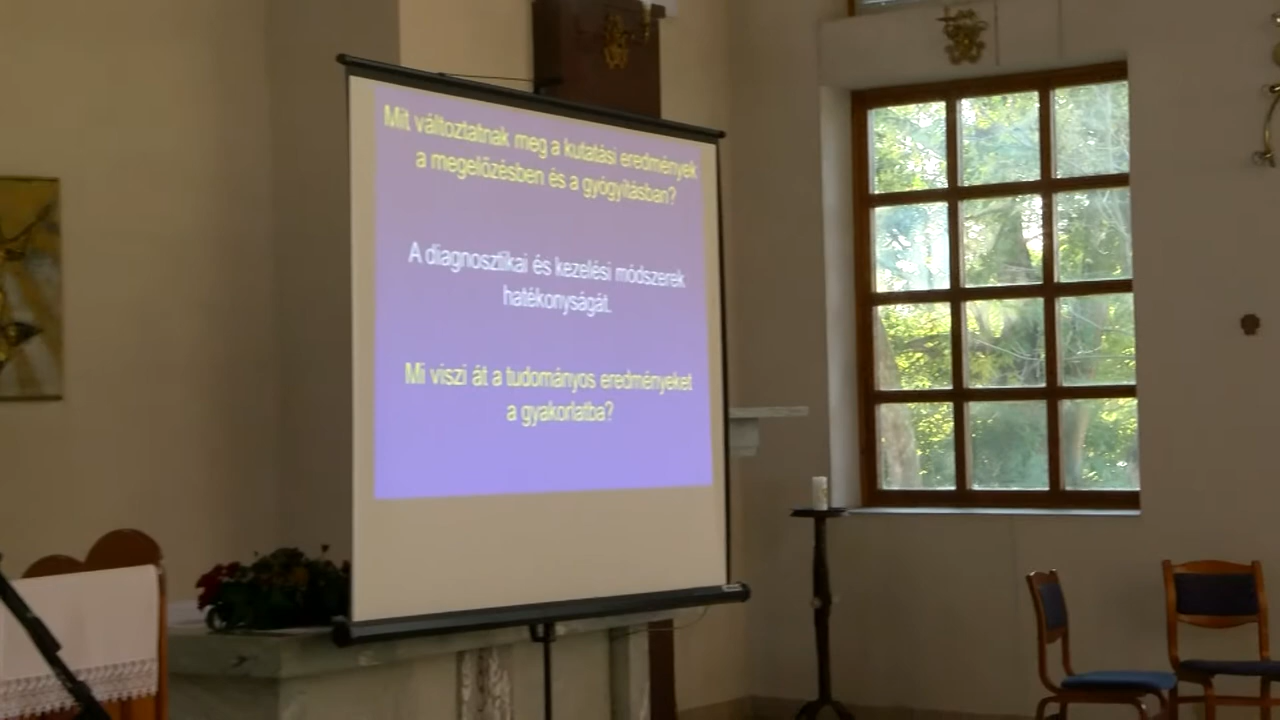 Mit változtatnak meg a kutatási eredmények
a megelőzésben és a gyógyításban?
A diagnosztikai és kezelési módszerek
hatékonyságát.
Mi viszi át a tudományos eredményeket
a gyakorlatba?